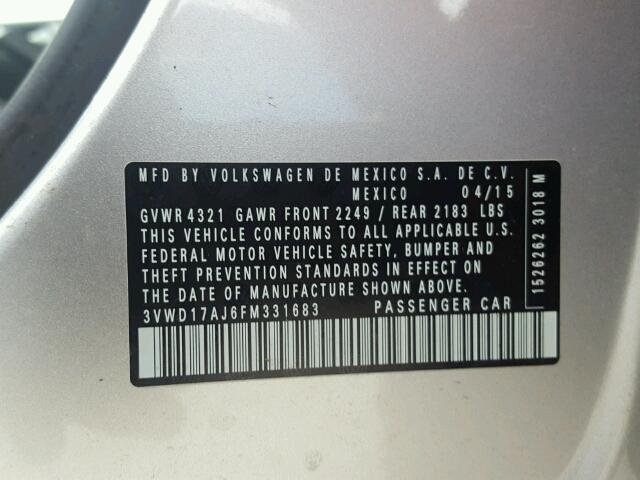 MFD BY VOLKSWAGEN DE MEXICO S.A. DE C.V.
MEXICO 04/15
GVWR 4321 GAWR FRONT 2249 / REAR 2183 LBS
THIS VEHICLE CONFORMS TO ALL APPLICABLE U.S.
FEDERAL MOTOR VEHICLE SAFETY, BUMPER AND
THEFT PREVENTION STANDARDS IN EFFECT ON
THE DATE OF MANUFACTURE SHOWN ABOVE.
3VWD17AJ6FM331683 PASSENGER CAR
1526262 3018 M